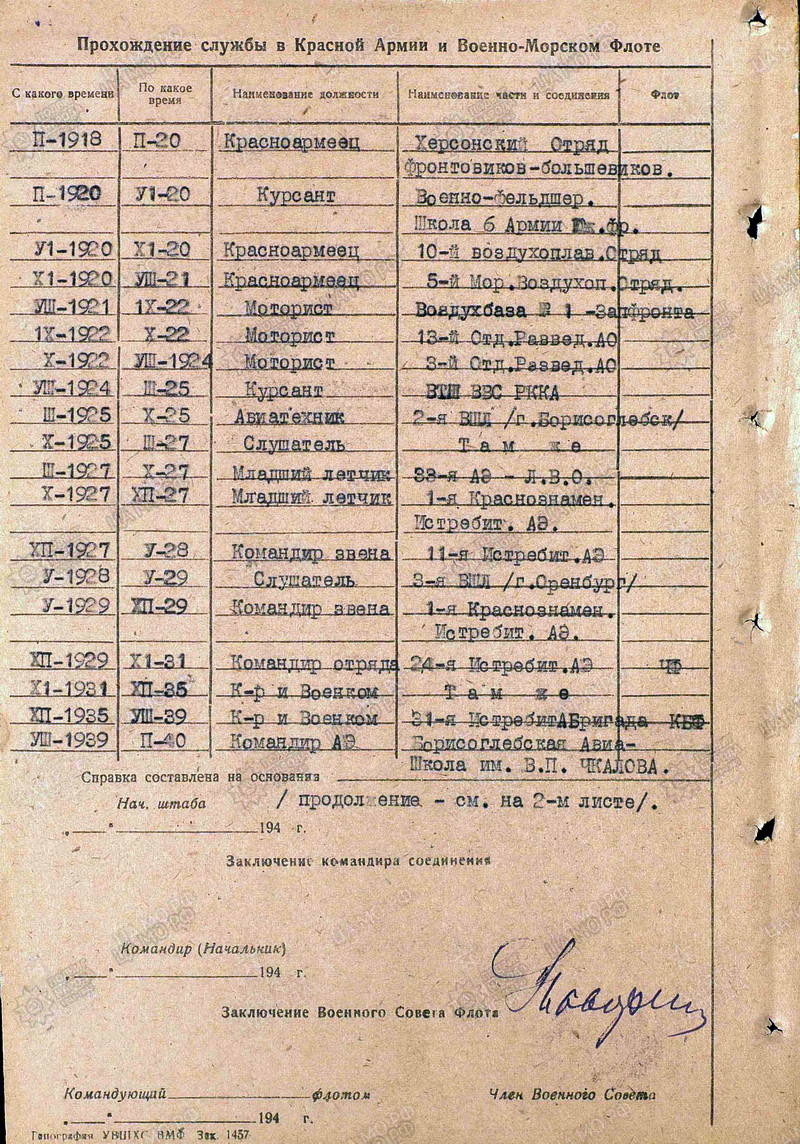 Прохождение службы в Красной Армии и Военно-Морском Флоте
С какого времени По какое время Наименование должности Наименование части и соединения Флот
П-1918 П-20 Красноармеец Херсонский Отряд
фронтовиков-большевиков.
П-1920 У1-20 Курсант Военно-фельдшер.
Школа 6 Армии Юж.фр.
У1-1920 Х1-20 Красноармеец 10-й воздухоплав.Отряд
Х1-1920 УШ-21 Красноармеец 5-й Мор.Воздухоп.Отряд.
УШ-1921 1Х-22 Моторист Воздухбаза № 1 -Запфронта
1Х-1922 Х-22 Моторист 13-й Отд.Развед.АО
Х-1922 УШ-1924 Моторист 3-й Отд.Развед.АО
УШ-1924 Ш-25 Курсант ВТШ ВВС РККА
Ш-1925 Х-25 Авиатехник 2-я ВШЛ /г.Борисоглебск/
Х-1925 Ш-27 Слушатель Т а м ж е
Ш-1927 Х-27 Младший летчик 33-я АЭ - Л.В.О.
Х-1927 ХП-27 Младший летчик 1-я Краснознамен.
Истребит. АЭ.
ХП-1927 У-28 Командир звена 11-я Истребит.АЭ
У-1928 У-29 Слушатель 3-я ВШЛ /г.Оренбург/
У-1929 ХП-29 Командир звена 1-я Краснознамен.
Истребит. АЭ.
ХП-1929 Х1-31 Командир отряда 24-я Истребит.АЭ ЧФ
Х1-1931 ХП-35 К-р и Военком Т а м ж е
ХП-1935 УШ-39 К-р и Военком 31-я ИстребитАБригада КБФ
УШ-1939 П-40 Командир АЭ Борисоглебская Авиа-
Школа им. В.П. ЧКАЛОВА.
Справка составлена на основания
Нач. штаба / продолжение - см. на 2-м листе/.
„ " 194 г.
Заключение командира соединения
Командир (Начальник)
„ " 194 г.
Заключение Военного Совета Флота
Командующий флотом Член Военного Совета
„ " 194 г.
Типография УВШХС ВМФ Зак. 1457